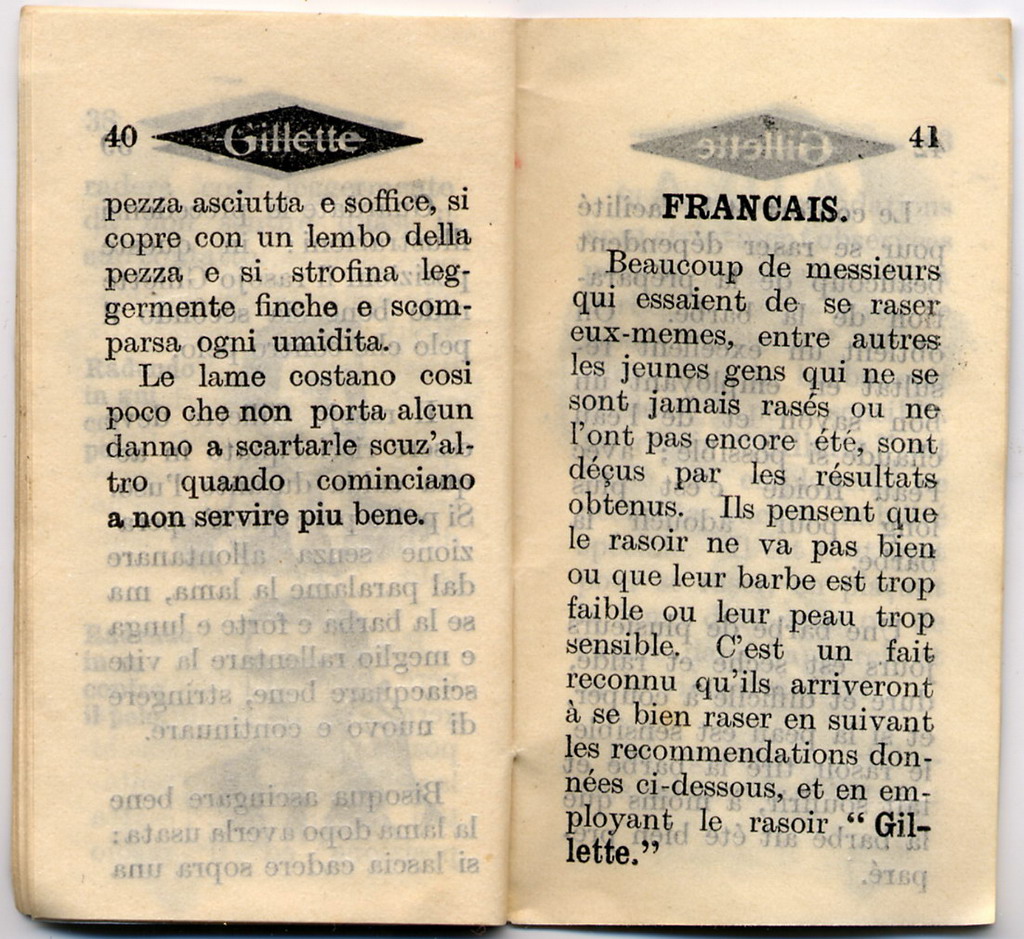 40
Gillette
pezza asciutta e soffice, si
copre con un lembo della
pezza e si strofina leg-
germente finche e scom-
parsa ogni umidita.
Le lame costano cosi
poco che non porta alcun
danno a scartarle scuz'al-
tro quando cominciano
a non servire piu bene.
41
FRANCAIS.
Beaucoup de messieurs
qui essaient de se raser
eux-memes, entre autres
les jeunes gens qui ne se
sont jamais rasés ou ne
l'ont pas encore été, sont
déçus par les résultats
obtenus. Ils pensent que
le rasoir ne va pas bien
ou que leur barbe est trop
faible ou leur peau trop
sensible. C'est un fait
reconnu qu'ils arriveront
à se bien raser en suivant
les recommendations don-
nées ci-dessous, et en em-
ployant le rasoir "Gil-
lette."